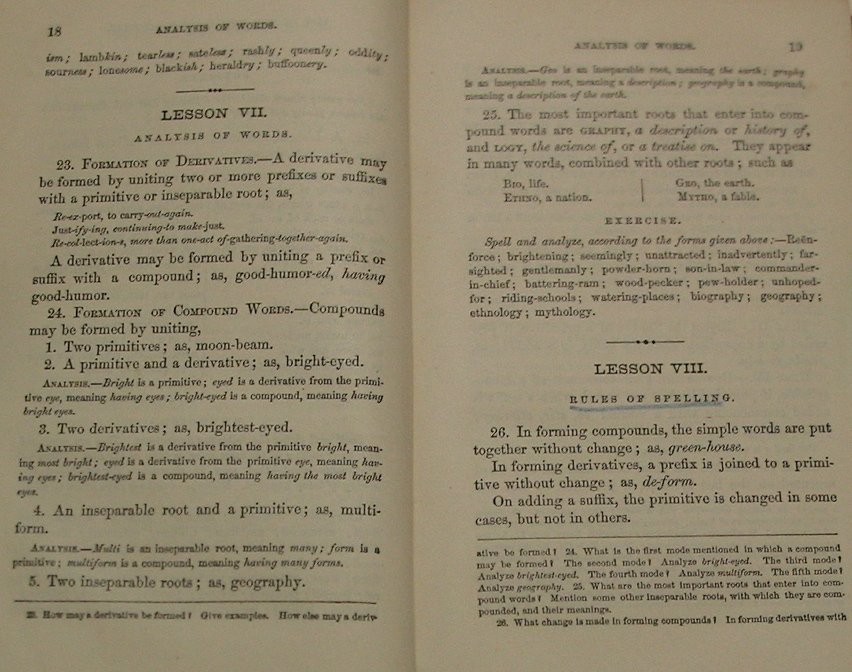 18
ANALYSIS OF WORDS.
ism; lambkin; tearless; sateless; rashly; queenly; oddity;
sourness; lonesome; blackish; heraldry; buffoonery.
LESSON VII.
ANALYSIS OF WORDS.
23. FORMATION OF DERIVATIVES.—A derivative may
be formed by uniting two or more prefixes or suffixes
with a primitive or inseparable root; as,
Re-ex-port, to carry-out-again.
Just-ify-ing, continuing-to make-just.
Re-col-lect-ion-s, more than one-act of-gathering-together-again.
A derivative may be formed by uniting a prefix or
suffix with a compound; as, good-humor-ed, having
good-humor.
24. FORMATION OF COMPOUND WORDS.—Compounds
may be formed by uniting,
1. Two primitives; as, moon-beam.
2. A primitive and a derivative; as, bright-eyed.
ANALYSIS.—Bright is a primitive; eyed is a derivative from the primi-
tive eye, meaning having eyes; bright-eyed is a compound, meaning having
bright eyes.
3. Two derivatives; as, brightest-eyed.
ANALYSIS.—Brightest is a derivative from the primitive bright, mean-
ing most bright; eyed is a derivative from the primitive eye, meaning hav-
ing eyes; brightest-eyed is a compound, meaning having the most bright
eyes.
4. An inseparable root and a primitive; as, multi-
form.
ANALYSIS.—Multi is an inseparable root, meaning many; form is a
primitive; multiform is a compound, meaning having many forms.
5. Two inseparable roots; as, geography.
23. How may a derivative be formed? Give examples. How else may a deriv-
ANALYSIS OF WORDS.
19
ANALYSIS.—Geo is an inseparable root, meaning the earth; graphy
is an inseparable root, meaning a description; geography is a compound,
meaning a description of the earth.
25. The most important roots that enter into com-
pound words are GRAPHY, a description or history of,
and LOGY, the science of, or a treatise on. They appear
in many words, combined with other roots; such as
BIO, life.
GEO, the earth.
ETHNO, a nation.
MYTHO, a fable.
EXERCISE.
Spell and analyze, according to the forms given above:—Reën-
force; brightening; seemingly; unattracted; inadvertently; far-
sighted; gentlemanly; powder-horn; son-in-law; commander-
in-chief; battering-ram; wood-pecker; pew-holder; unhoped-
for; riding-schools; watering-places; biography; geography;
ethnology; mythology.
LESSON VIII.
RULES OF SPELLING.
26. In forming compounds, the simple words are put
together without change; as, green-house.
In forming derivatives, a prefix is joined to a primi-
tive without change; as, de-form.
On adding a suffix, the primitive is changed in some
cases, but not in others.
ative be formed? 24. What is the first mode mentioned in which a compound
may be formed? The second mode? Analyze bright-eyed. The third mode?
Analyze brightest-eyed. The fourth mode? Analyze multiform. The fifth mode?
Analyze geography. 25. What are the most important roots that enter into com-
pound words? Mention some other inseparable roots, with which they are com-
pounded, and their meanings.
26. What change is made in forming compounds? In forming derivatives with